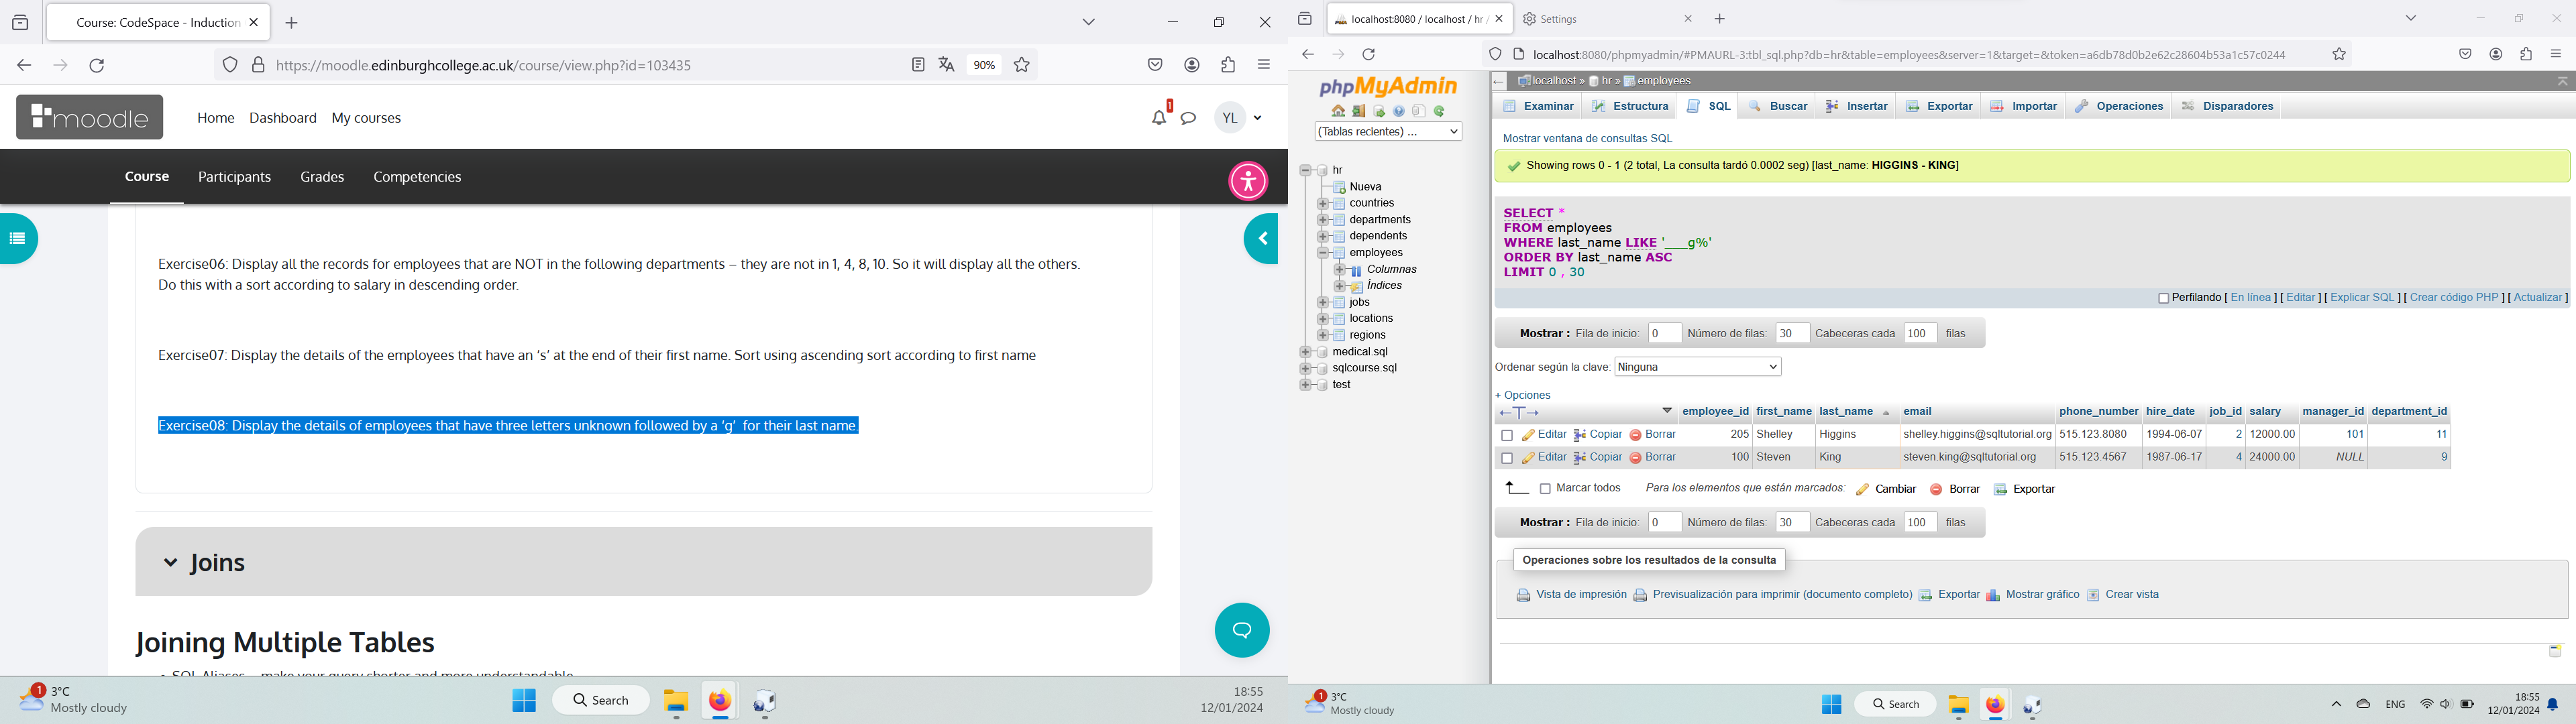 Course: CodeSpace - Induction
https://moodle.edinburghcollege.ac.uk/course/view.php?id=103435
90%
moodle
Home
Dashboard
My courses
1
YL
Course
Participants
Grades
Competencies
Exercise06: Display all the records for employees that are NOT in the following departments – they are not in 1, 4, 8, 10. So it will display all the others.
Do this with a sort according to salary in descending order.
Exercise07: Display the details of the employees that have an ‘s’ at the end of their first name. Sort using ascending sort according to first name
Exercise08: Display the details of employees that have three letters unknown followed by a ‘g’  for their last name.
Joins
Joining Multiple Tables
SQL Aliases – make your query shorter and more understandable
1
3°C
Mostly cloudy
Search
18:55
12/01/2024
localhost:8080 / localhost / hr /
Settings
localhost:8080/phpmyadmin/#PMAURL-3:tbl_sql.php?db=hr&table=employees&server=1&target=&token=a6db78d0b2e62c28604b53a1c57c0244
phpMyAdmin
(Tablas recientes) ...
hr
Nueva
countries
departments
dependents
employees
Columnas
Índices
jobs
locations
regions
medical.sql
sqlcourse.sql
test
localhost » hr » employees
Examinar
Estructura
SQL
Buscar
Insertar
Exportar
Importar
Operaciones
Disparadores
Mostrar ventana de consultas SQL
Showing rows 0 - 1 (2 total, La consulta tardó 0.0002 seg) [last_name: HIGGINS - KING]
SELECT *
FROM employees
WHERE last_name LIKE '___g%'
ORDER BY last_name ASC
LIMIT 0 , 30
Perfilando [ En línea ] [ Editar ] [ Explicar SQL ] [ Crear código PHP ] [ Actualizar ]
Mostrar : Fila de inicio: 0 Número de filas: 30 Cabeceras cada 100 filas
Ordenar según la clave: Ninguna
+ Opciones
←T→ employee_id first_name last_name email phone_number hire_date job_id salary manager_id department_id
Editar Copiar Borrar 205 Shelley Higgins shelley.higgins@sqltutorial.org 515.123.8080 1994-06-07 2 12000.00 101 11
Editar Copiar Borrar 100 Steven King steven.king@sqltutorial.org 515.123.4567 1987-06-17 4 24000.00 NULL 9
Marcar todos Para los elementos que están marcados: Cambiar Borrar Exportar
Mostrar : Fila de inicio: 0 Número de filas: 30 Cabeceras cada 100 filas
Operaciones sobre los resultados de la consulta
Vista de impresión Previsualización para imprimir (documento completo) Exportar Mostrar gráfico Crear vista
1
3°C
Mostly cloudy
Search
ENG
18:55
12/01/2024